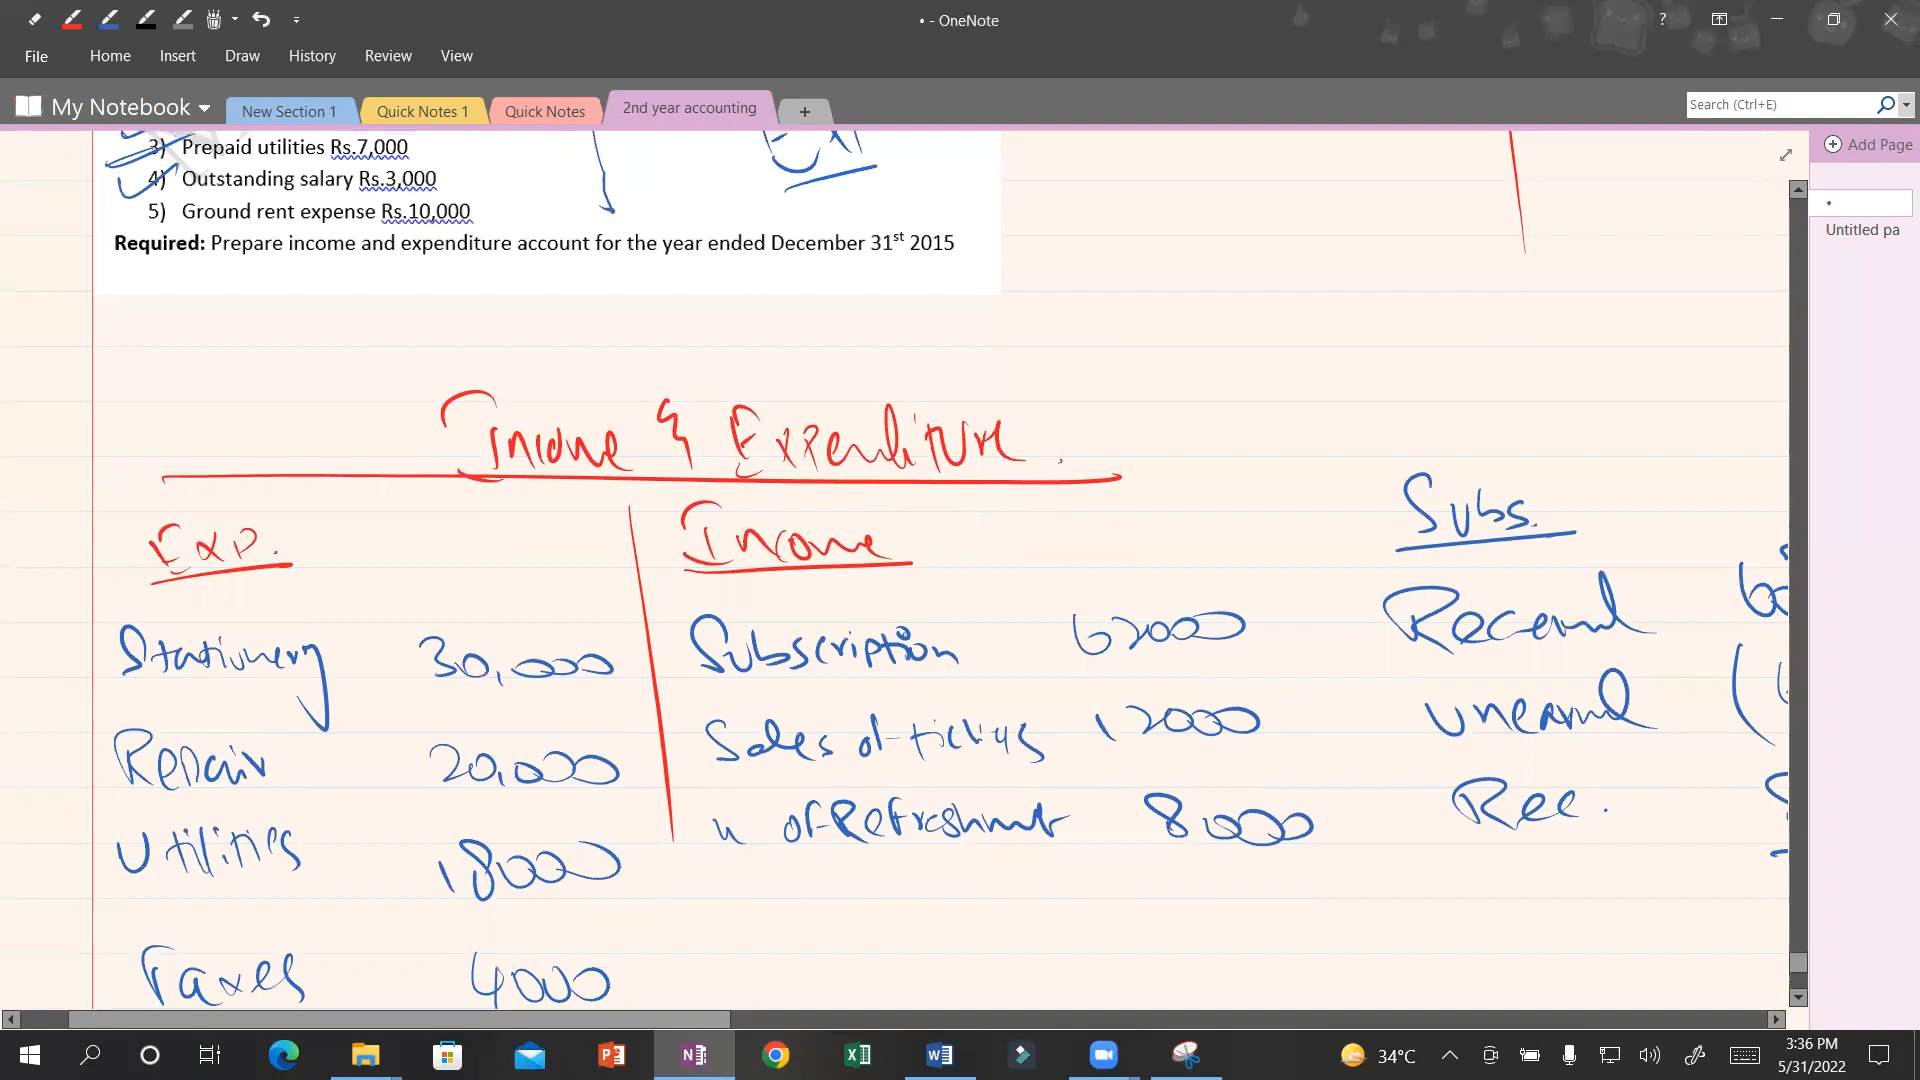 • - OneNote
?
File Home Insert Draw History Review View
My Notebook New Section 1 Quick Notes 1 Quick Notes 2nd year accounting +
Search (Ctrl+E)
Add Page
•
Untitled pa
3) Prepaid utilities Rs.7,000
4) Outstanding salary Rs.3,000
5) Ground rent expense Rs.10,000
Required: Prepare income and expenditure account for the year ended December 31st 2015
Income & Expenditure
Exp. Income
Stationery 30,000 Subscription 62000
Repair 20,000 Sales of tickets 12000
Utilities 18000 " of Refreshment 8000
Taxes 4000
Subs.
Received
unearned
Rec.
34°C
3:36 PM
5/31/2022